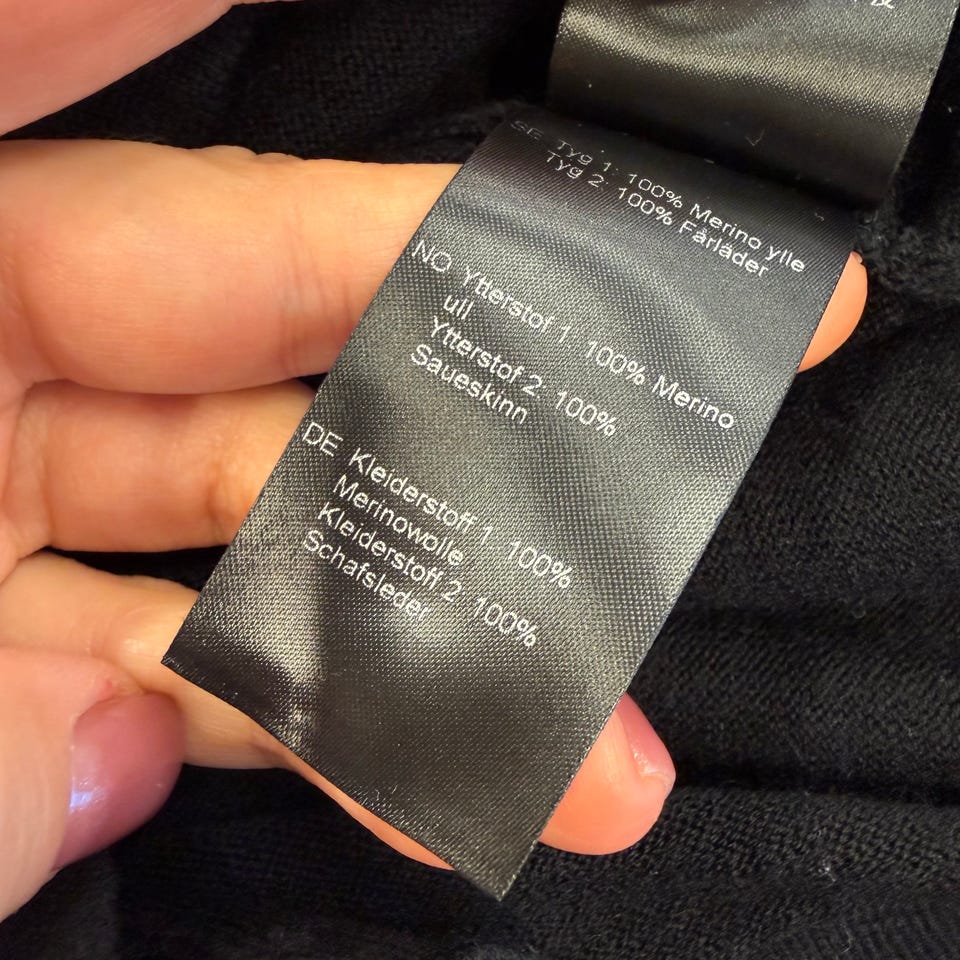 SE Tyg 1: 100% Merino ylle
Tyg 2: 100% Fårläder
NO Ytterstof 1 100% Merino
ull
Ytterstof 2 100%
Saueskinn
DE Kleiderstoff 1 100%
Merinowolle
Kleiderstoff 2 100%
Schafsleder